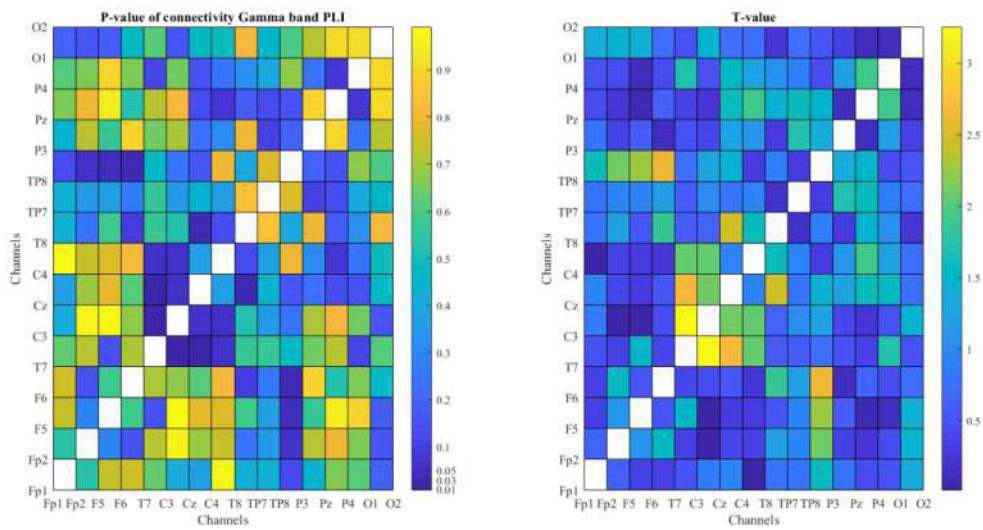 P-value of connectivity Gamma band PLI
O2
O1
P4
Pz
P3
TP8
TP7
T8
C4
Cz
C3
T7
F6
F5
Fp2
Fp1
Channels
Fp1 Fp2 F5 F6 T7 C3 Cz C4 T8 TP7 TP8 P3 Pz P4 O1 O2
Channels
0.9
0.8
0.7
0.6
0.5
0.4
0.3
0.2
0.1
0.05
0.03
0.01
T-value
O2
O1
P4
Pz
P3
TP8
TP7
T8
C4
Cz
C3
T7
F6
F5
Fp2
Fp1
Channels
Fp1 Fp2 F5 F6 T7 C3 Cz C4 T8 TP7 TP8 P3 Pz P4 O1 O2
Channels
3
2.5
2
1.5
1
0.5